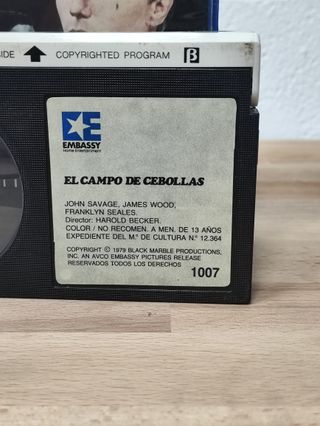 IDE COPYRIGHTED PROGRAM β
E
EMBASSY
Home Entertainment
EL CAMPO DE CEBOLLAS
JOHN SAVAGE, JAMES WOOD,
FRANKLYN SEALES.
Director: HAROLD BECKER.
COLOR / NO RECOMEN. A MEN. DE 13 AÑOS
EXPEDIENTE DEL M.° DE CULTURA N.° 12.364
COPYRIGHT © 1979 BLACK MARBLE PRODUCTIONS,
INC. AN AVCO EMBASSY PICTURES RELEASE
RESERVADOS TODOS LOS DERECHOS
1007